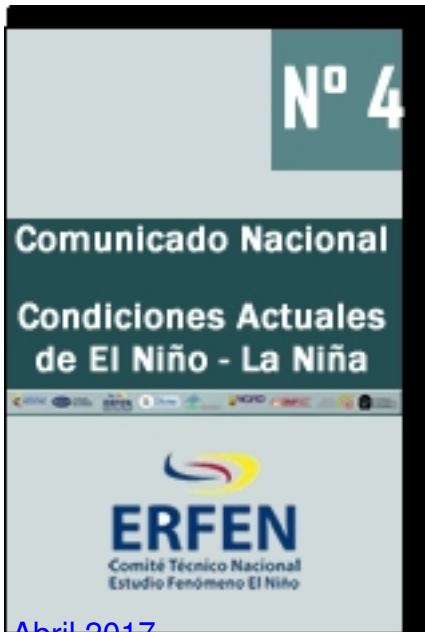 Nº 4
Comunicado Nacional
Condiciones Actuales
de El Niño - La Niña
ERFEN
Comité Técnico Nacional
Estudio Fenómeno El Niño
Abril 2017